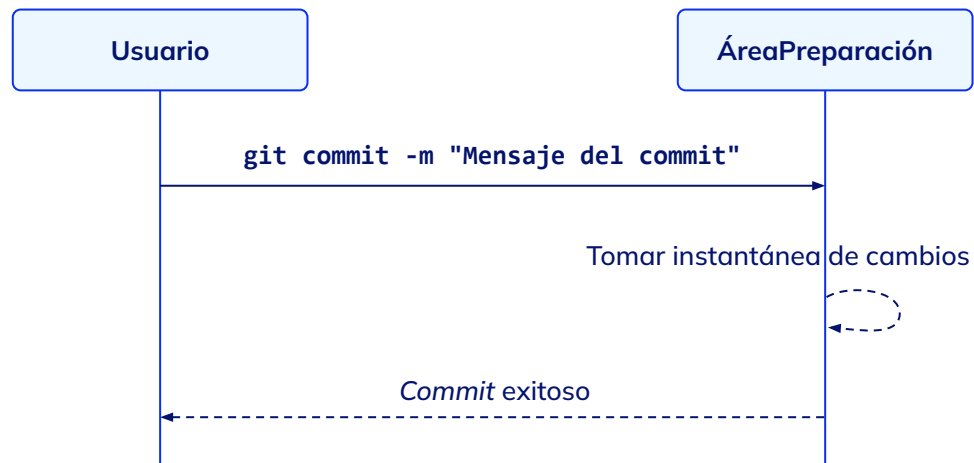 Usuario
ÁreaPreparación
git commit -m "Mensaje del commit"
Tomar instantánea de cambios
Commit exitoso